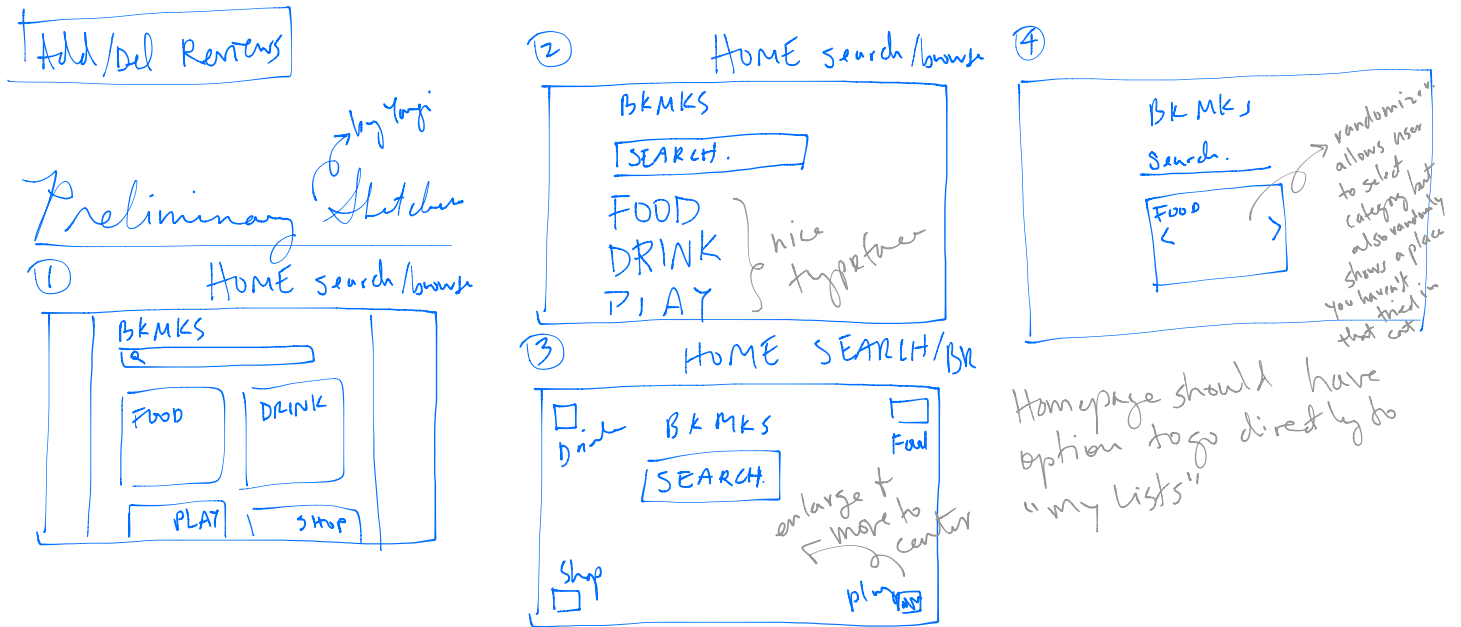 Add/Del Reviews
by Yongi
Preliminary Sketches
①
HOME search/browse
BKMKS
FOOD
DRINK
PLAY
SHOP
②
HOME search/browse
BKMKS
SEARCH.
FOOD
DRINK
PLAY
nice
typeface
③
HOME SEARCH/BR
Drink
BKMKS
Food
SEARCH.
enlarge +
move to
center
Shop
play
④
BKMKS
Search.
FOOD
< >
randomizer:
allows user
to select
category but
also randomly
shows a place
you haven't
tried in
that cat
Homepage should have
option to go directly to
"my lists"